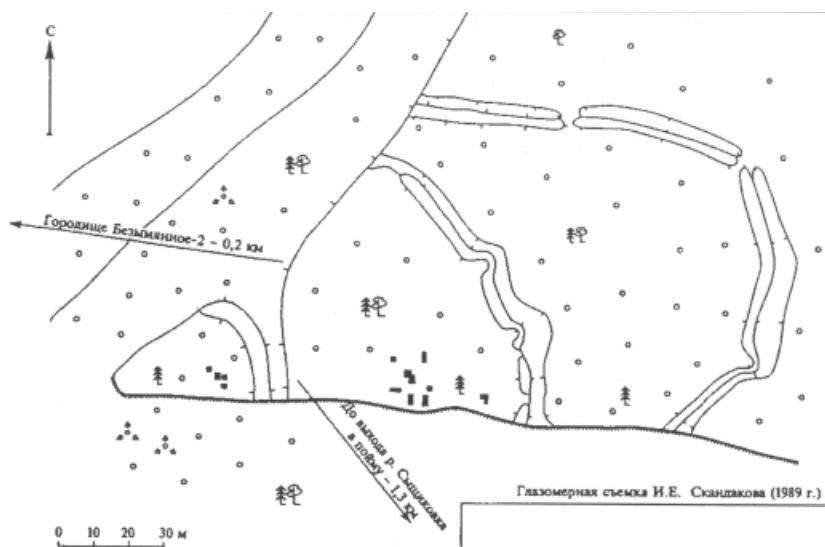 С
Городище Безымянное-2 - 0,2 км
До выхода р. Сыщиковка
в пойму - 1,3 км
Глазомерная съемка И.Е. Скандакова (1989 г.)
0 10 20 30 м